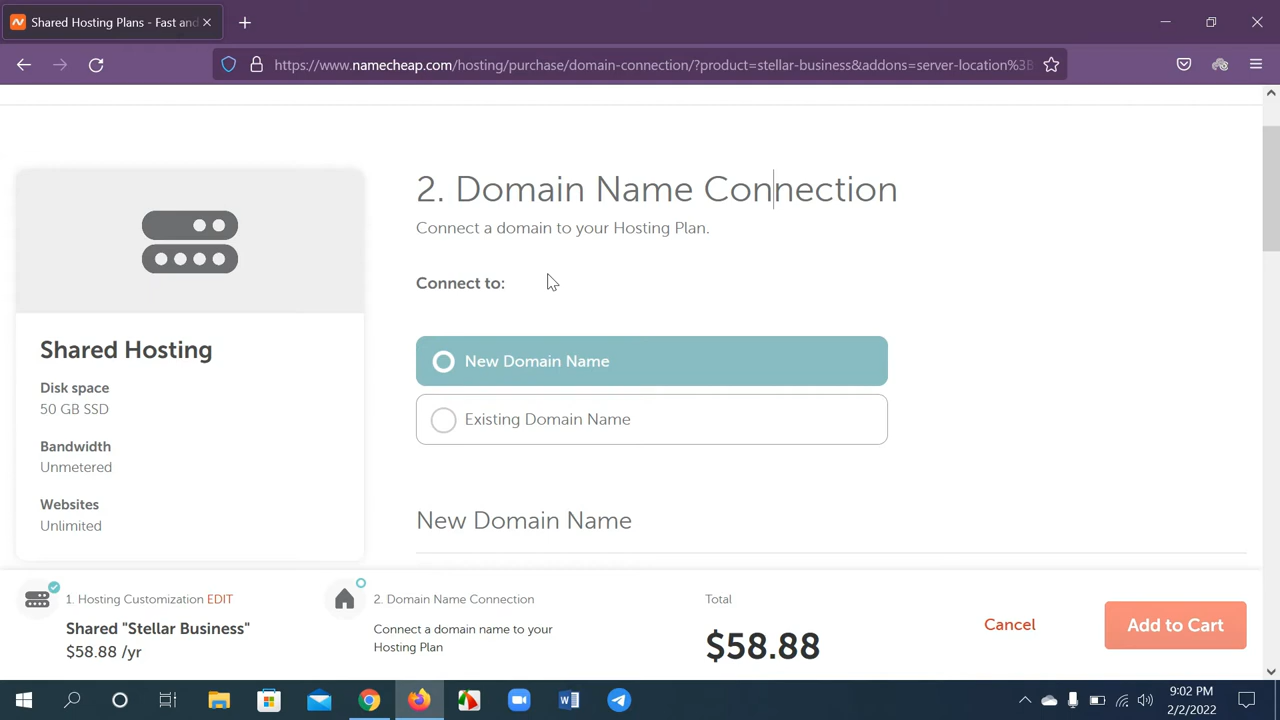 Shared Hosting Plans - Fast and
https://www.namecheap.com/hosting/purchase/domain-connection/?product=stellar-business&addons=server-location%3B
2. Domain Name Connection
Connect a domain to your Hosting Plan.
Connect to:
New Domain Name
Existing Domain Name
New Domain Name
Shared Hosting
Disk space
50 GB SSD
Bandwidth
Unmetered
Websites
Unlimited
1. Hosting Customization EDIT
Shared "Stellar Business"
$58.88 /yr
2. Domain Name Connection
Connect a domain name to your
Hosting Plan
Total
$58.88
Cancel
Add to Cart
9:02 PM
2/2/2022